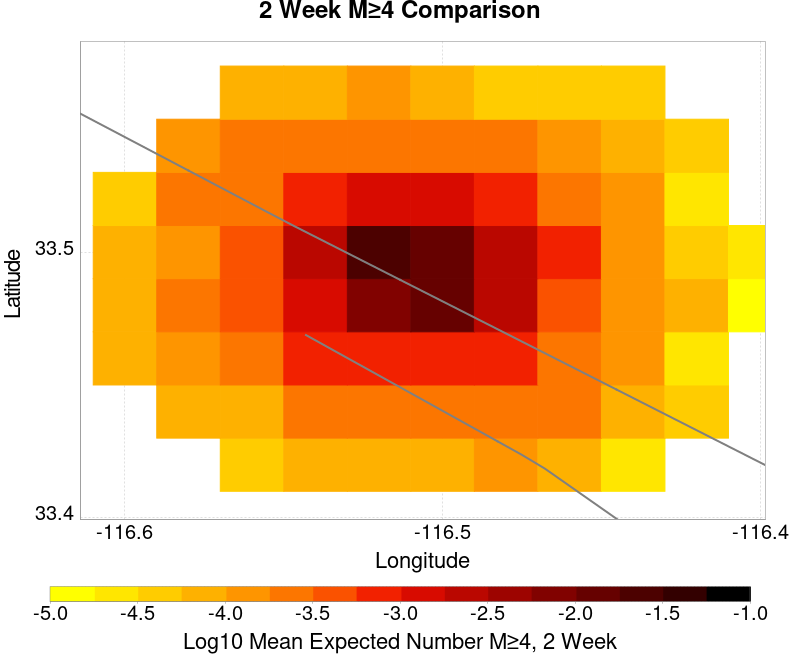 2 Week M≥4 Comparison
Latitude
33.5
33.4
-116.6 -116.5 -116.4
Longitude
-5.0 -4.5 -4.0 -3.5 -3.0 -2.5 -2.0 -1.5 -1.0
Log10 Mean Expected Number M≥4, 2 Week